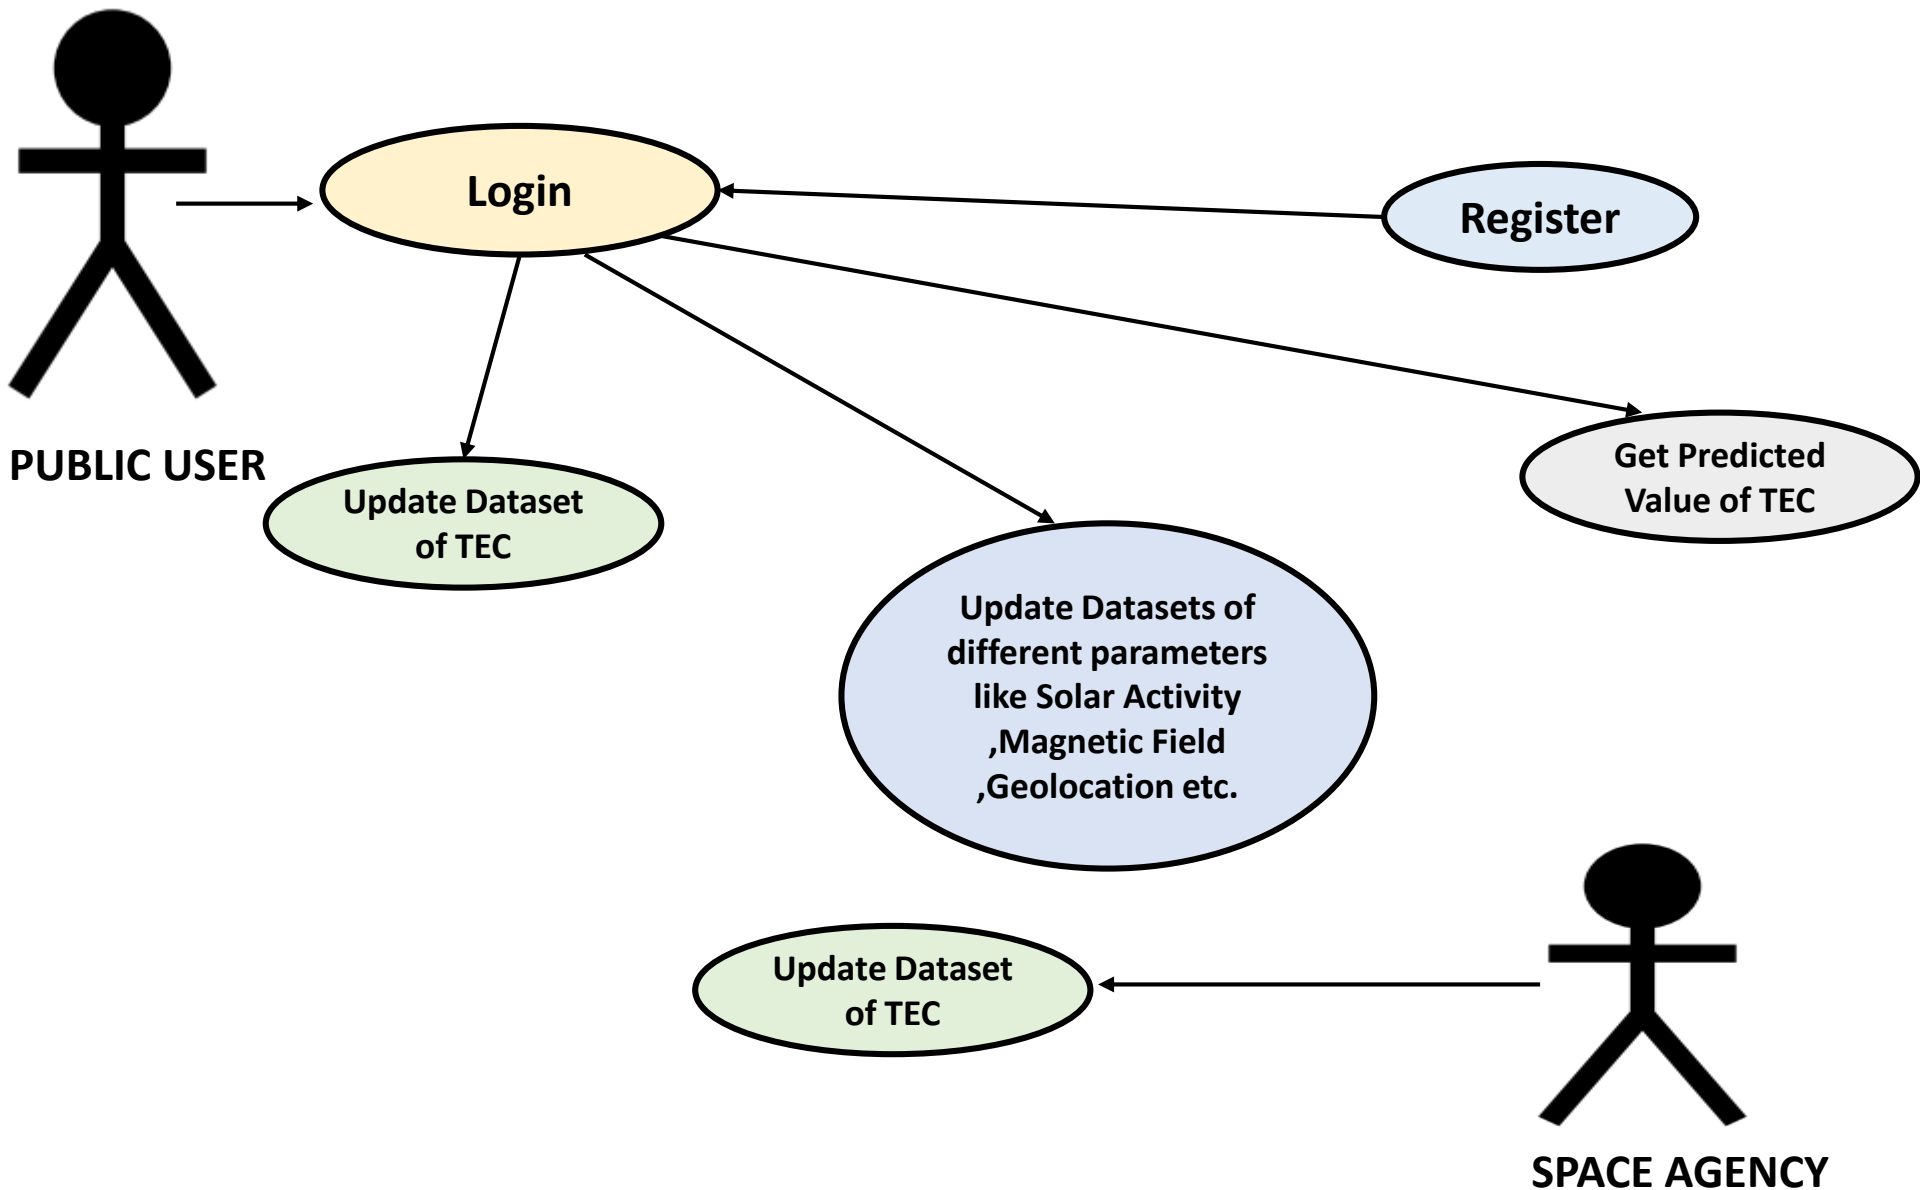 Login
Register
PUBLIC USER
Update Dataset
of TEC
Get Predicted
Value of TEC
Update Datasets of
different parameters
like Solar Activity
,Magnetic Field
,Geolocation etc.
Update Dataset
of TEC
SPACE AGENCY